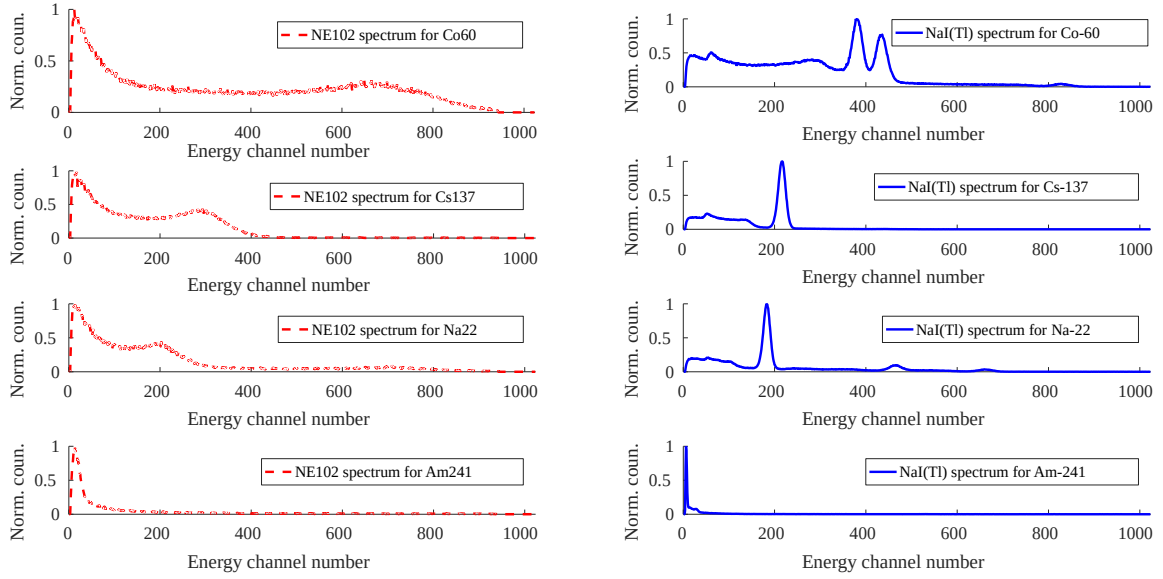 1
0.5
0
Norm. coun.
NE102 spectrum for Co60
0 200 400 600 800 1000
Energy channel number
1
0.5
0
Norm. coun.
NaI(Tl) spectrum for Co-60
0 200 400 600 800 1000
Energy channel number
1
0.5
0
Norm. coun.
NE102 spectrum for Cs137
0 200 400 600 800 1000
Energy channel number
1
0.5
0
Norm. coun.
NaI(Tl) spectrum for Cs-137
0 200 400 600 800 1000
Energy channel number
1
0.5
0
Norm. coun.
NE102 spectrum for Na22
0 200 400 600 800 1000
Energy channel number
1
0.5
0
Norm. coun.
NaI(Tl) spectrum for Na-22
0 200 400 600 800 1000
Energy channel number
1
0.5
0
Norm. coun.
NE102 spectrum for Am241
0 200 400 600 800 1000
Energy channel number
1
0.5
0
Norm. coun.
NaI(Tl) spectrum for Am-241
0 200 400 600 800 1000
Energy channel number